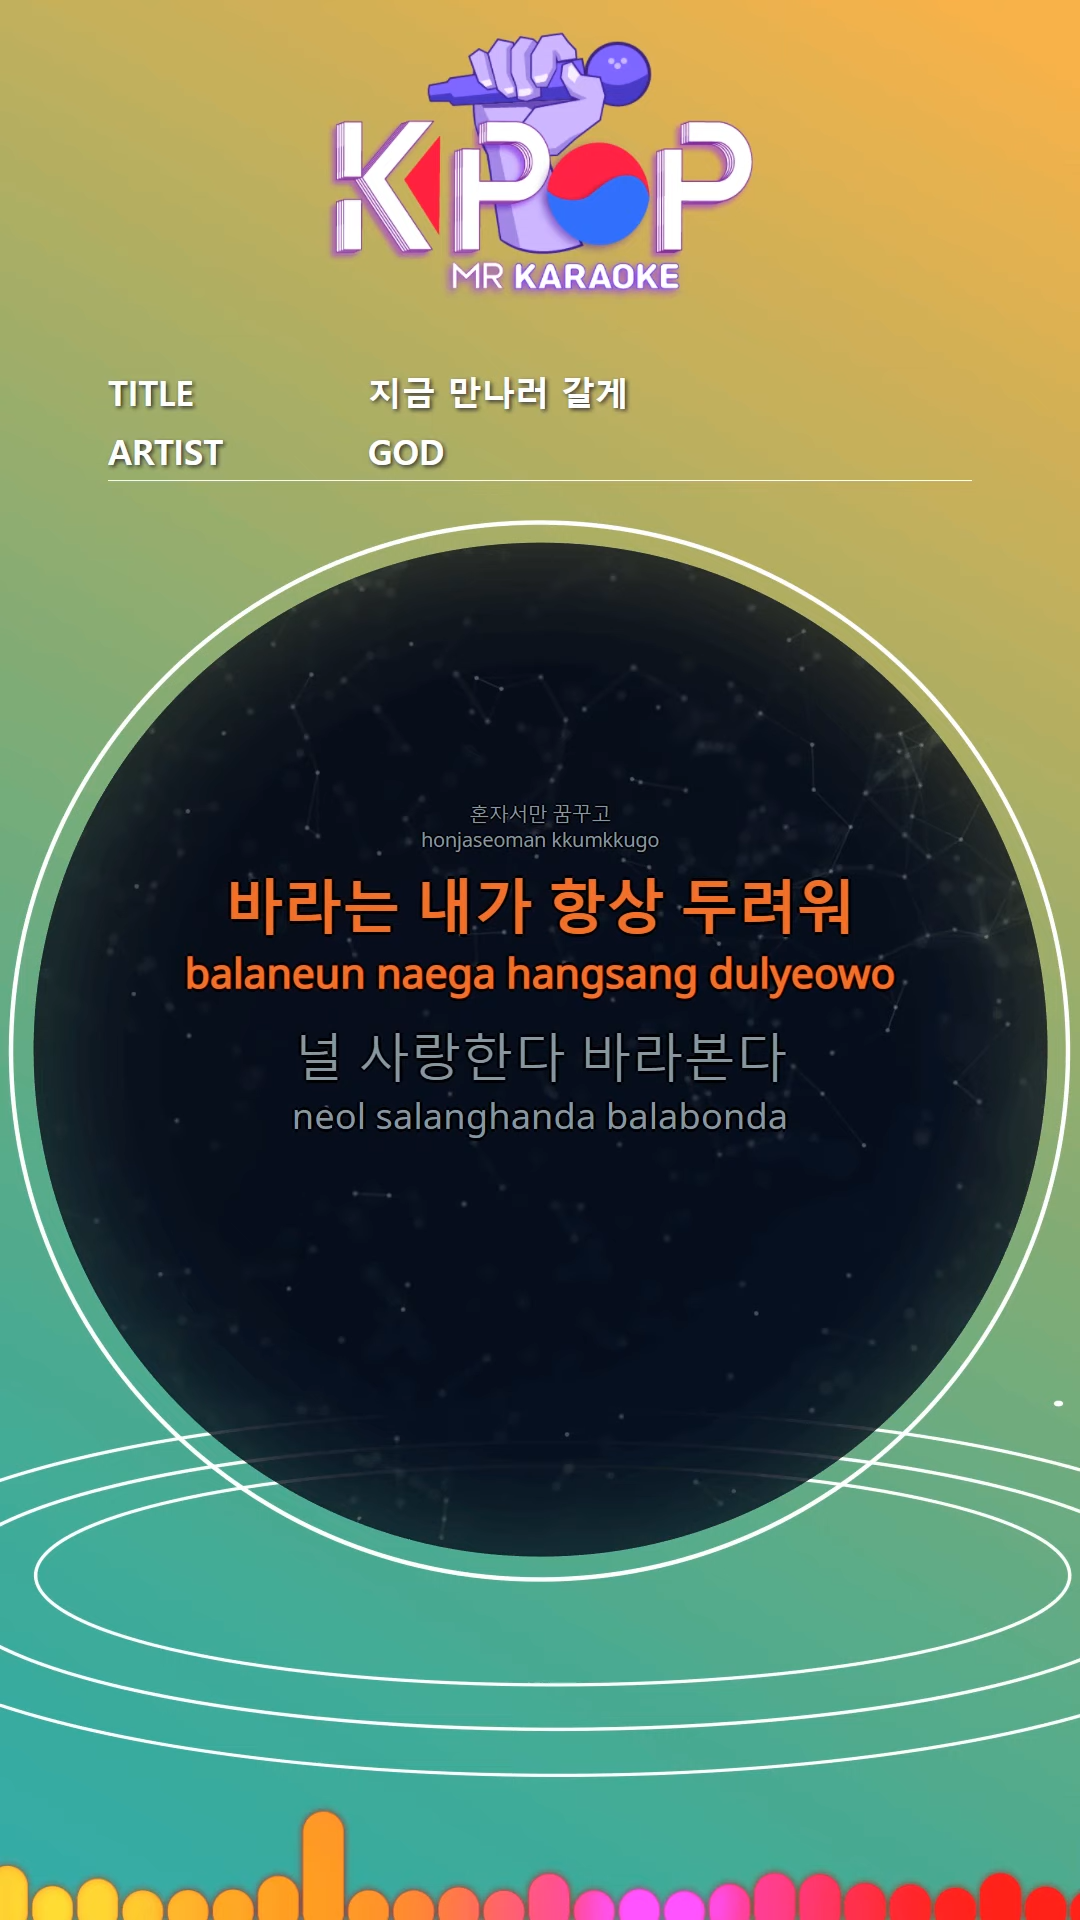 KPOP
MR KARAOKE
TITLE 지금 만나러 갈게
ARTIST GOD
혼자서만 꿈꾸고
honjaseoman kkumkkugo
바라는 내가 항상 두려워
balaneun naega hangsang dulyeowo
널 사랑한다 바라본다
neol salanghanda balabonda